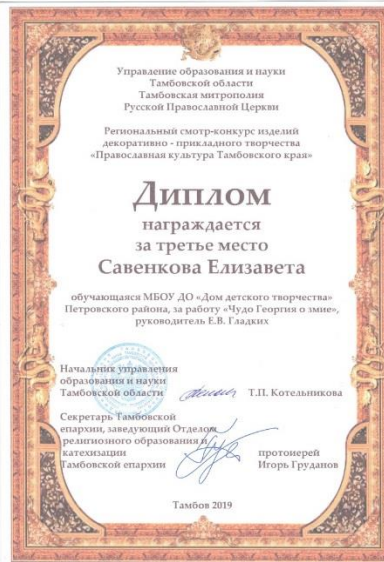 Управление образования и науки
Тамбовской области
Тамбовская митрополия
Русской Православной Церкви
Региональный смотр-конкурс изделий
декоративно - прикладного творчества
«Православная культура Тамбовского края»
Диплом
награждается
за третье место
Савенкова Елизавета
обучающаяся МБОУ ДО «Дом детского творчества»
Петровского района, за работу «Чудо Георгия о змие»,
руководитель Е.В. Гладких
Начальник управления
образования и науки
Тамбовской области Т.П. Котельникова
Секретарь Тамбовской
епархии, заведующий Отделом
религиозного образования и
катехизации протоиерей
Тамбовской епархии Игорь Груданов
Тамбов 2019